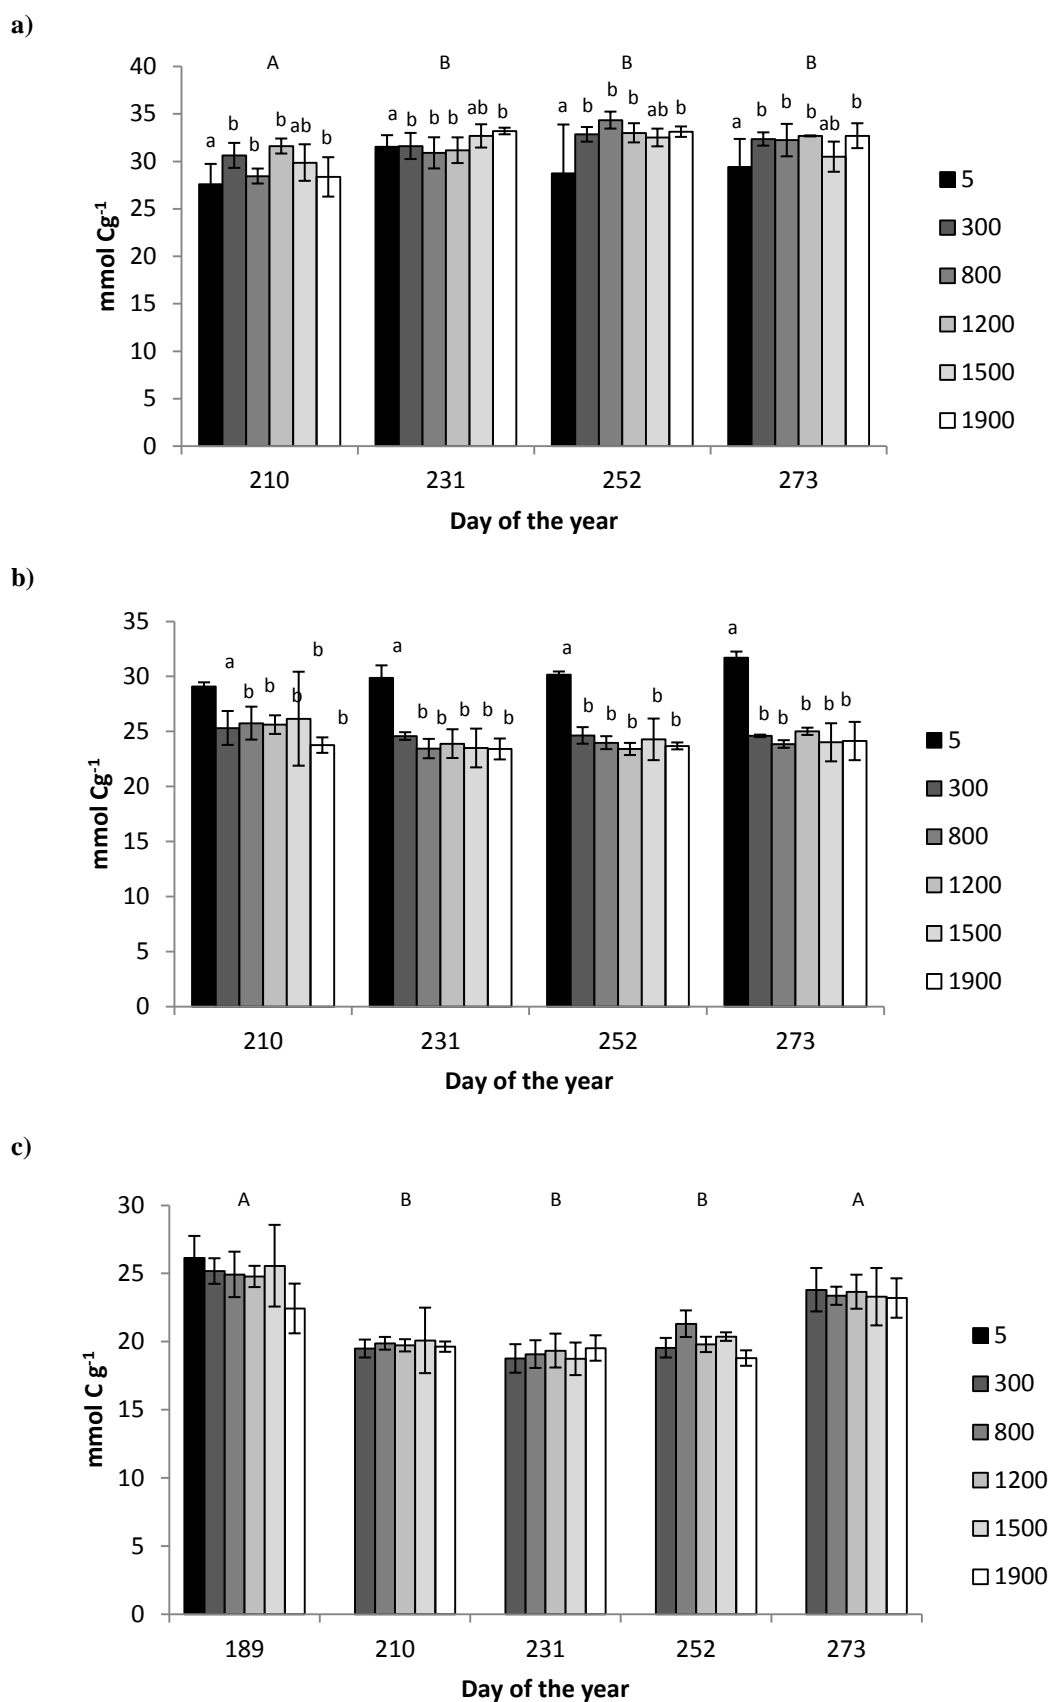 a)
A B B B
40
35
30
25
20
15
10
5
0
mmol Cg-1
a b b b ab b
a b b b ab b
a b b b ab b
a b b b ab b
210 231 252 273
Day of the year
5
300
800
1200
1500
1900
b)
35
30
25
20
15
10
5
0
mmol Cg-1
a b b b b b
a b b b b b
a b b b b b
a b b b b b
210 231 252 273
Day of the year
5
300
800
1200
1500
1900
c)
A B B B A
30
25
20
15
10
5
0
mmol C g-1
189 210 231 252 273
Day of the year
5
300
800
1200
1500
1900